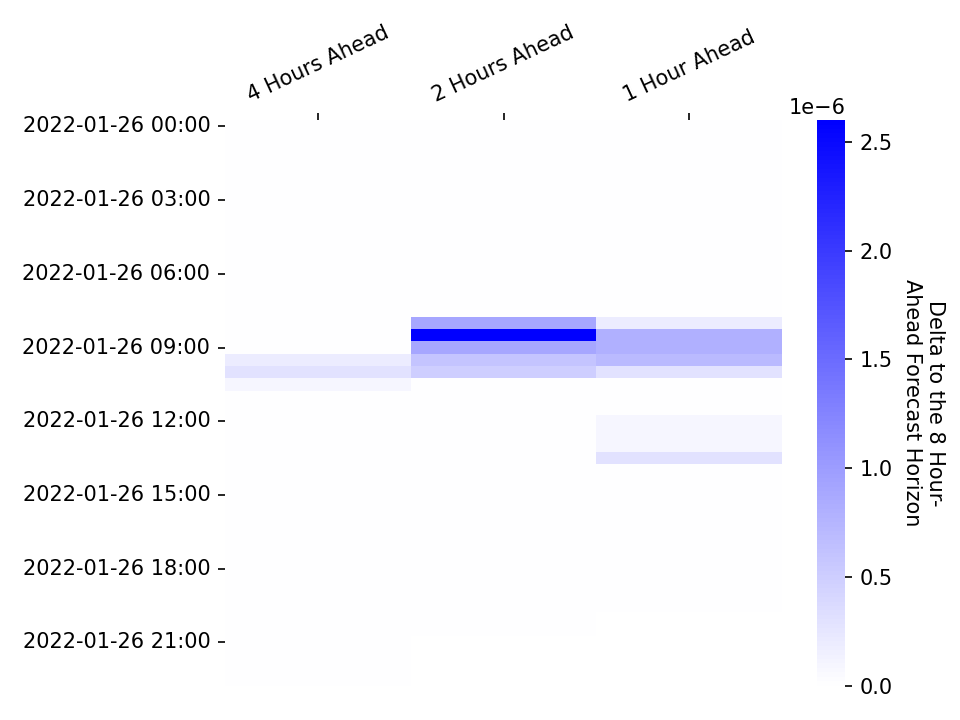 4 Hours Ahead
2 Hours Ahead
1 Hour Ahead
1e−6
2022-01-26 00:00
2022-01-26 03:00
2022-01-26 06:00
2022-01-26 09:00
2022-01-26 12:00
2022-01-26 15:00
2022-01-26 18:00
2022-01-26 21:00
2.5
2.0
1.5
1.0
0.5
0.0
Delta to the 8 Hour-
Ahead Forecast Horizon